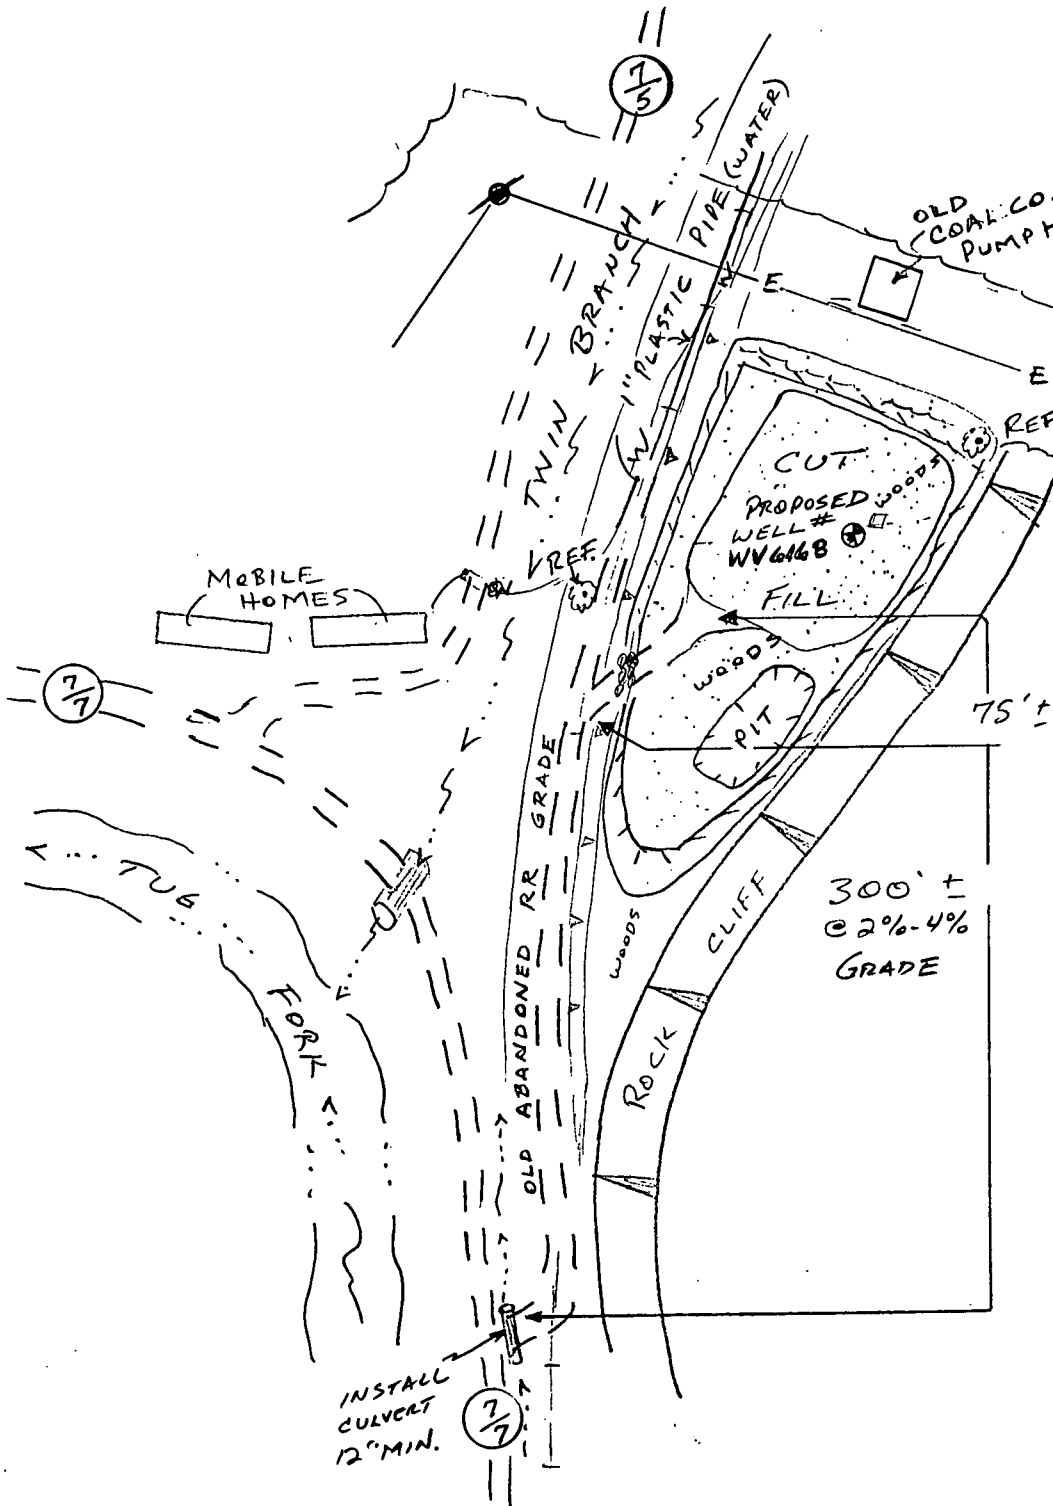 7/5
1" PLASTIC PIPE (WATER)
W
TWIN BRANCH
OLD
COAL CO.
PUMP
E
E
REF
CUT
WOODS
PROPOSED
WELL #
FILL
WOODS
PIT
REF.
W
W
MOBILE
HOMES
7/7
75' ±
TUG FORK
OLD ABANDONED RR GRADE
WOODS
ROCK CLIFF
300' ±
@ 2%-4%
GRADE
INSTALL
CULVERT
12" MIN.
7/7